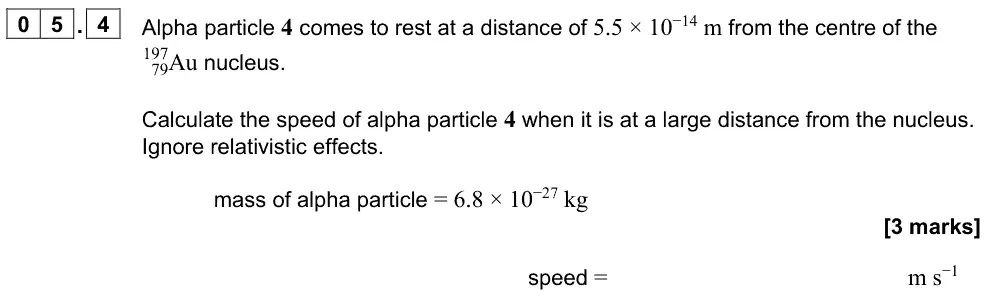 0 5 . 4 Alpha particle 4 comes to rest at a distance of 5.5 × 10⁻¹⁴ m from the centre of the
¹⁹⁷₇₉Au nucleus.
Calculate the speed of alpha particle 4 when it is at a large distance from the nucleus.
Ignore relativistic effects.
mass of alpha particle = 6.8 × 10⁻²⁷ kg
[3 marks]
speed = m s⁻¹